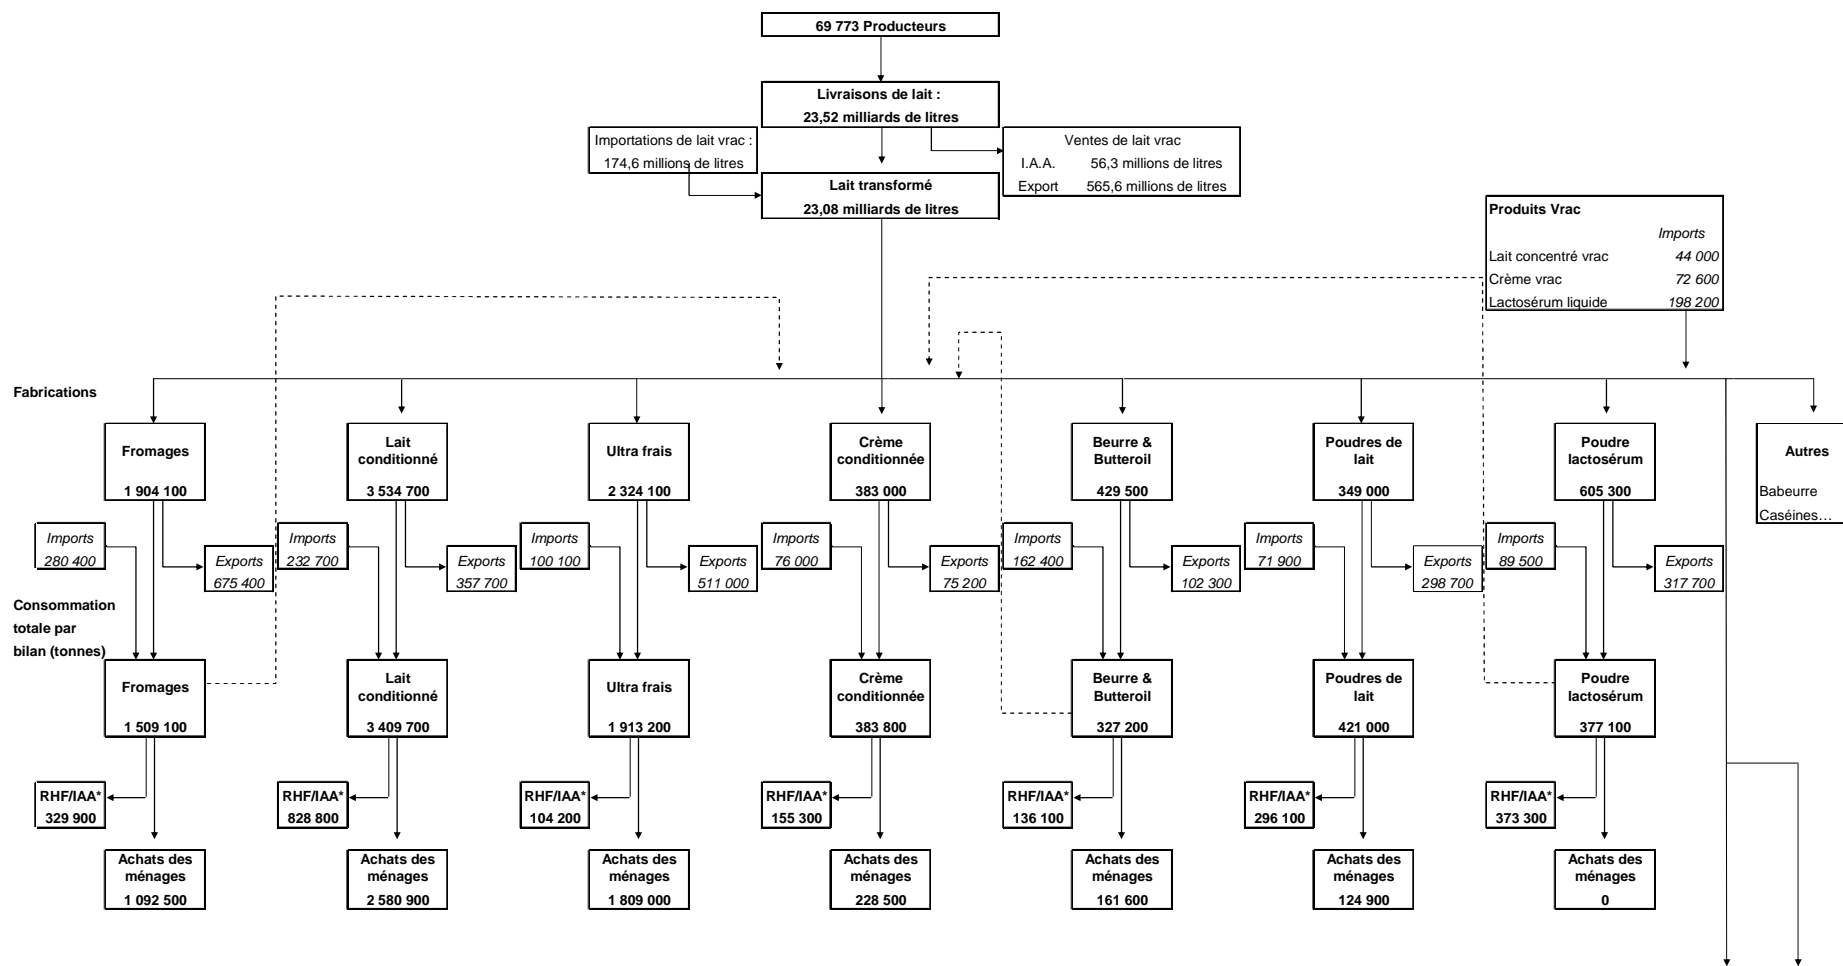 69 773 Producteurs
Livraisons de lait :
23,52 milliards de litres
Importations de lait vrac :
174,6 millions de litres
Ventes de lait vrac
I.A.A. 56,3 millions de litres
Export 565,6 millions de litres
Lait transformé
23,08 milliards de litres
Produits Vrac
Imports
Lait concentré vrac 44 000
Crème vrac 72 600
Lactosérum liquide 198 200
Fabrications
Fromages
1 904 100
Lait
conditionné
3 534 700
Ultra frais
2 324 100
Crème
conditionnée
383 000
Beurre &
Butteroil
429 500
Poudres de
lait
349 000
Poudre
lactosérum
605 300
Autres
Babeurre
Caséines…
Imports
280 400
Exports
675 400
Imports
232 700
Exports
357 700
Imports
100 100
Exports
511 000
Imports
76 000
Exports
75 200
Imports
162 400
Exports
102 300
Imports
71 900
Exports
298 700
Imports
89 500
Exports
317 700
Consommation
totale par
bilan (tonnes)
Fromages
1 509 100
Lait
conditionné
3 409 700
Ultra frais
1 913 200
Crème
conditionnée
383 800
Beurre &
Butteroil
327 200
Poudres de
lait
421 000
Poudre
lactosérum
377 100
RHF/IAA*
329 900
RHF/IAA*
828 800
RHF/IAA*
104 200
RHF/IAA*
155 300
RHF/IAA*
136 100
RHF/IAA*
296 100
RHF/IAA*
373 300
Achats des
ménages
1 092 500
Achats des
ménages
2 580 900
Achats des
ménages
1 809 000
Achats des
ménages
228 500
Achats des
ménages
161 600
Achats des
ménages
124 900
Achats des
ménages
0